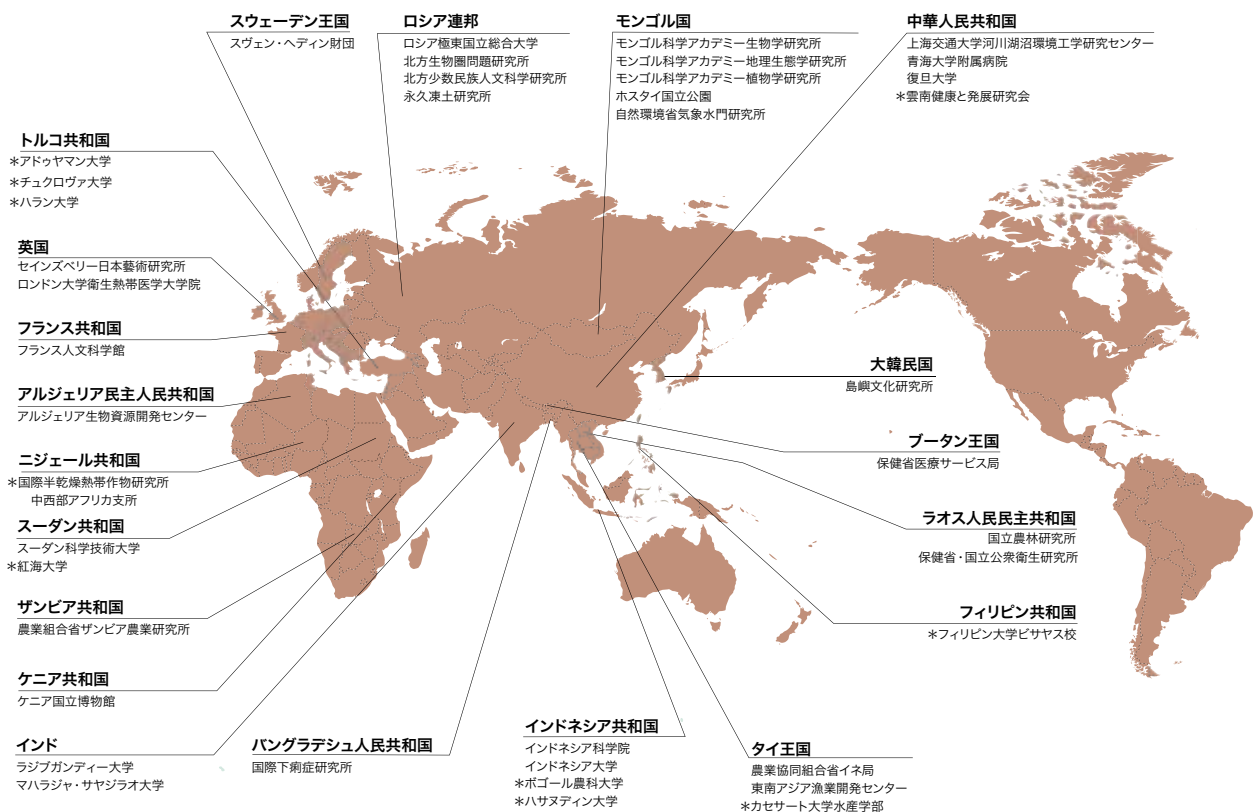 スウェーデン王国
スヴェン・ヘディン財団
ロシア連邦
ロシア極東国立総合大学
北方生物圏問題研究所
北方少数民族人文科学研究所
永久凍土研究所
モンゴル国
モンゴル科学アカデミー生物学研究所
モンゴル科学アカデミー地理生態学研究所
モンゴル科学アカデミー植物学研究所
ホスタイ国立公園
自然環境省気象水門研究所
中華人民共和国
上海交通大学河川湖沼環境工学研究センター
青海大学附属病院
復旦大学
＊雲南健康と発展研究会
トルコ共和国
＊アドゥヤマン大学
＊チュクロヴァ大学
＊ハラン大学
英国
セインズベリー日本藝術研究所
ロンドン大学衛生熱帯医学大学院
フランス共和国
フランス人文科学館
アルジェリア民主人民共和国
アルジェリア生物資源開発センター
ニジェール共和国
＊国際半乾燥熱帯作物研究所
中西部アフリカ支所
スーダン共和国
スーダン科学技術大学
＊紅海大学
ザンビア共和国
農業組合省ザンビア農業研究所
ケニア共和国
ケニア国立博物館
インド
ラジブガンディー大学
マハラジャ・サヤジラオ大学
バングラデシュ人民共和国
国際下痢症研究所
インドネシア共和国
インドネシア科学院
インドネシア大学
＊ボゴール農科大学
＊ハサヌディン大学
タイ王国
農業協同組合省イネ局
東南アジア漁業開発センター
＊カセサート大学水産学部
大韓民国
島嶼文化研究所
ブータン王国
保健省医療サービス局
ラオス人民民主共和国
国立農林研究所
保健省・国立公衆衛生研究所
フィリピン共和国
＊フィリピン大学ビサヤス校